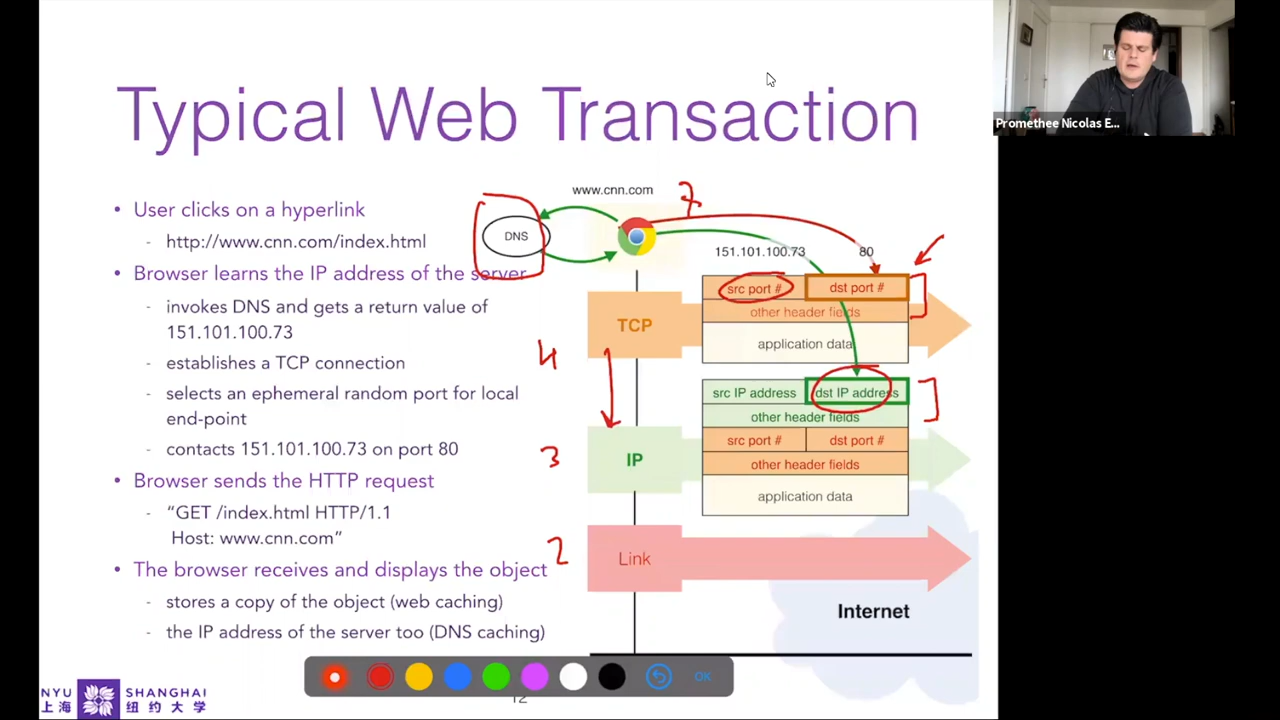 Typical Web Transaction
Promethee Nicolas E...
• User clicks on a hyperlink
- http://www.cnn.com/index.html
• Browser learns the IP address of the server
- invokes DNS and gets a return value of
151.101.100.73
- establishes a TCP connection
- selects an ephemeral random port for local
end-point
- contacts 151.101.100.73 on port 80
• Browser sends the HTTP request
- “GET /index.html HTTP/1.1
Host: www.cnn.com”
• The browser receives and displays the object
- stores a copy of the object (web caching)
- the IP address of the server too (DNS caching)
www.cnn.com
7
DNS
151.101.100.73 80
src port # dst port #
TCP
other header fields
application data
4
src IP address dst IP address
other header fields
src port # dst port #
3
IP
other header fields
application data
2
Link
Internet
OK
12
NYU SHANGHAI
上海 纽约大学